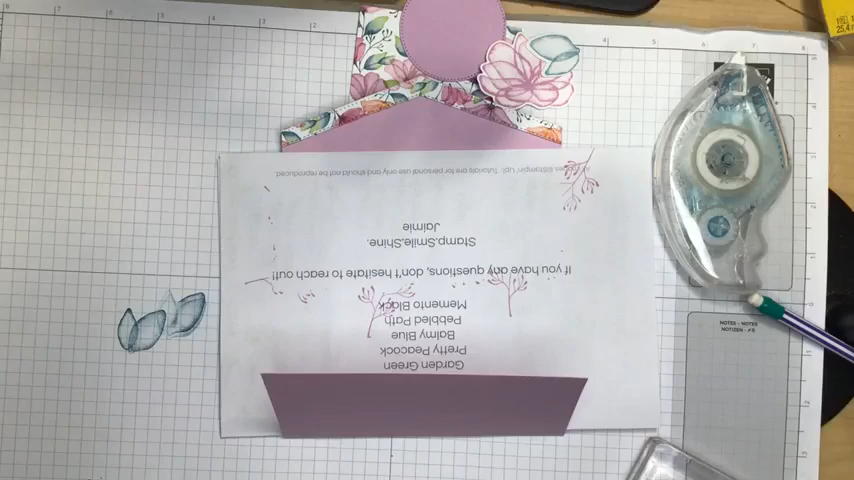 Garden Green
Pretty Peacock
Balmy Blue
Pebbled Path
Memento Black
If you have any questions, don't hesitate to reach out!
Stamp.Smile.Shine.
Jaimie
Stampin' Up!. Tutorials are for personal use only and should not be reproduced.
NOTES • NOTES
NOTIZEN •